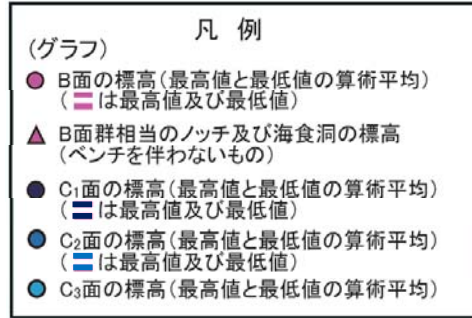 凡 例
(グラフ)
B面の標高(最高値と最低値の算術平均)
(＝は最高値及び最低値)
B面群相当のノッチ及び海食洞の標高
(ベンチを伴わないもの)
C₁面の標高(最高値と最低値の算術平均)
(＝は最高値及び最低値)
C₂面の標高(最高値と最低値の算術平均)
(＝は最高値及び最低値)
C₃面の標高(最高値と最低値の算術平均)